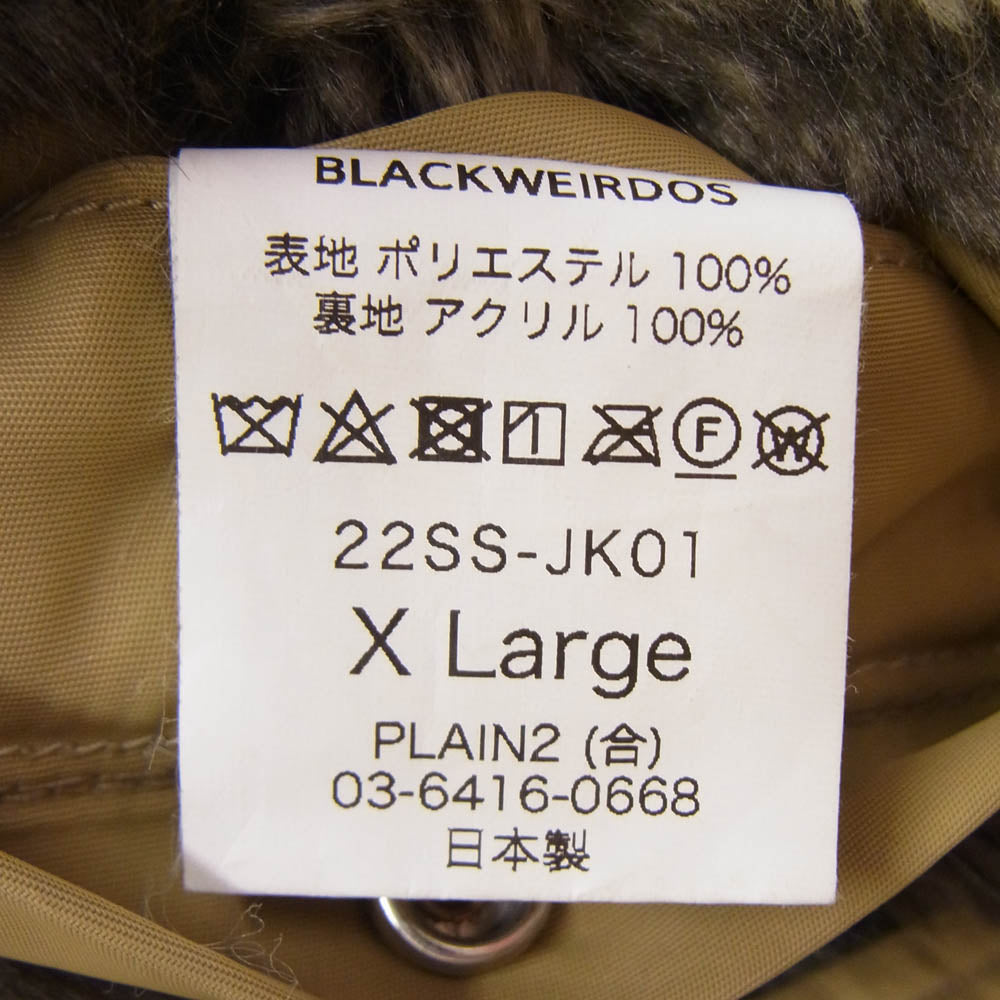 BLACKWEIRDOS
表地 ポリエステル 100%
裏地 アクリル 100%
F W
22SS-JK01
X Large
PLAIN2 (合)
03-6416-0668
日本製